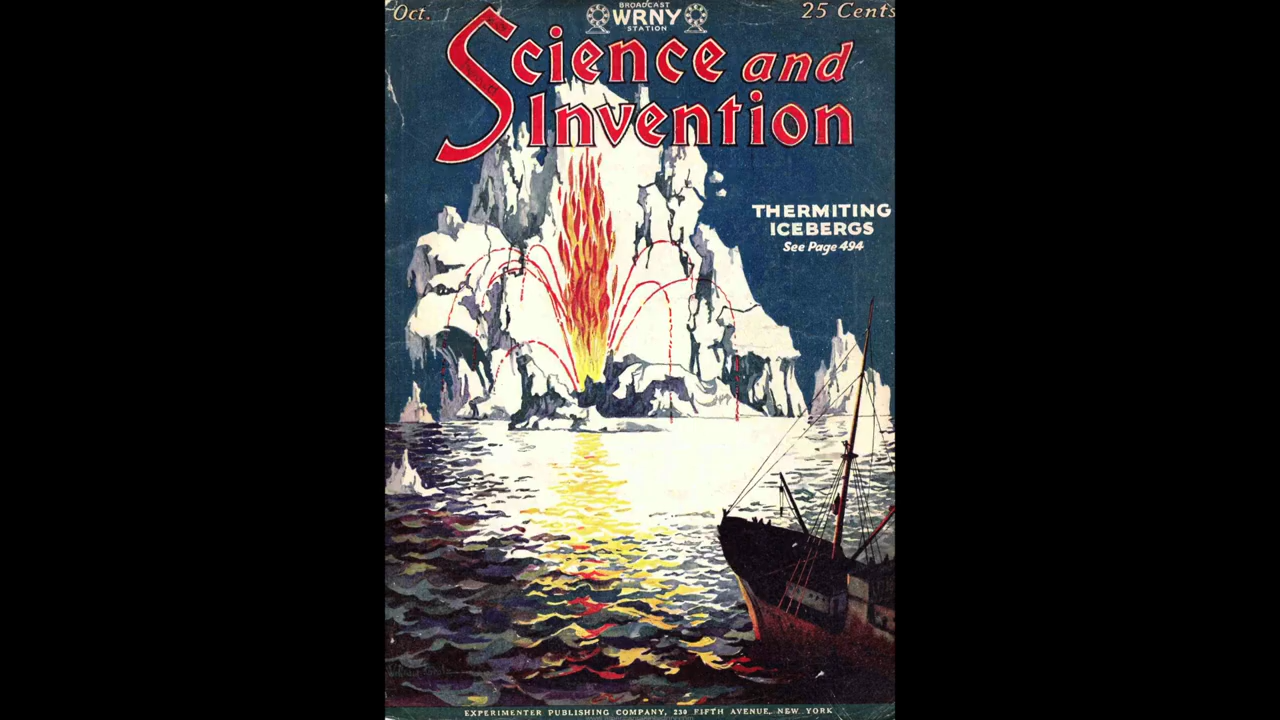 Oct.
BROADCAST
WRNY
STATION
25 Cents
Science and
Invention
THERMITING
ICEBERGS
See Page 494
EXPERIMENTER PUBLISHING COMPANY, 230 FIFTH AVENUE, NEW YORK